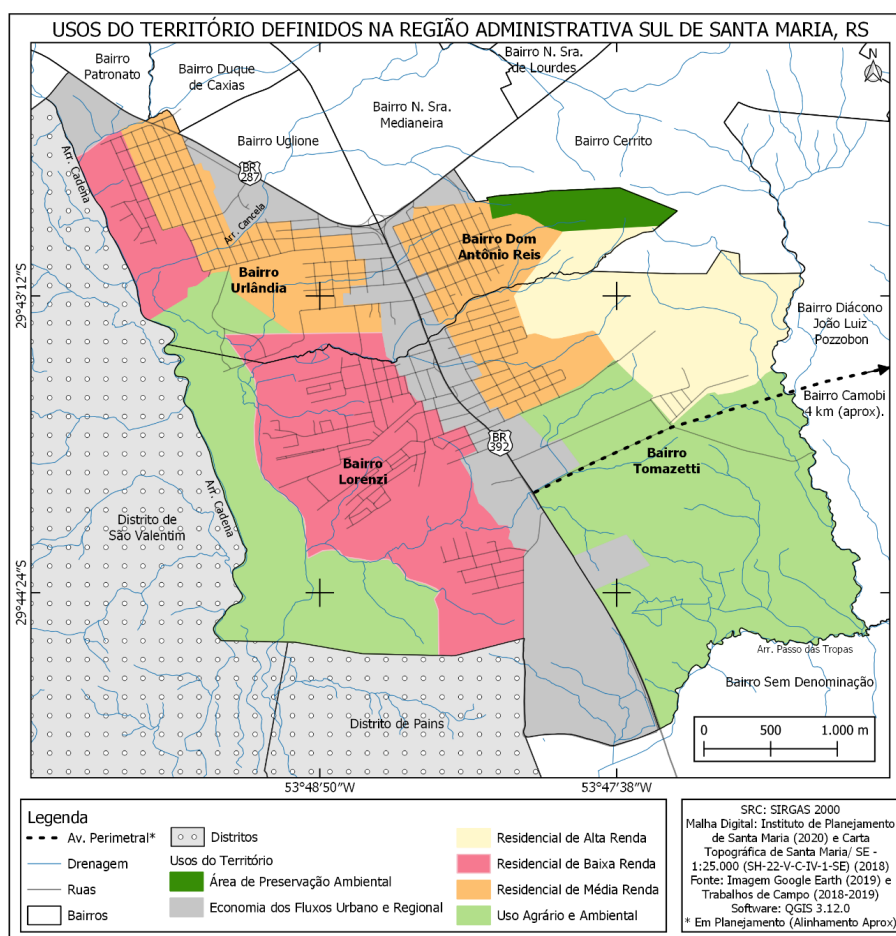 USOS DO TERRITÓRIO DEFINIDOS NA REGIÃO ADMINISTRATIVA SUL DE SANTA MARIA, RS
Bairro
Patronato
Bairro Duque
de Caxias
Bairro N. Sra.
de Lourdes
N
Bairro N. Sra.
Medianeira
Bairro Uglione
Bairro Cerrito
Arr. Cadena
BR
287
Arr. Cancela
Bairro Dom
Antônio Reis
Bairro
Urlândia
29°43'12"S
Bairro Diácono
João Luiz
Pozzobon
Bairro Camobi
4 km (aprox).
BR
392
Bairro
Lorenzi
Bairro
Tomazetti
Arr. Cadena
Distrito de
São Valentim
29°44'24"S
Arr. Passo das Tropas
Bairro Sem Denominação
Distrito de Pains
0 500 1.000 m
53°48'50"W
53°47'38"W
Legenda
Av. Perimetral*
Drenagem
Ruas
Bairros
Distritos
Usos do Território
Área de Preservação Ambiental
Economia dos Fluxos Urbano e Regional
Residencial de Alta Renda
Residencial de Baixa Renda
Residencial de Média Renda
Uso Agrário e Ambiental
SRC: SIRGAS 2000
Malha Digital: Instituto de Planejamento
de Santa Maria (2020) e Carta
Topográfica de Santa Maria/ SE -
1:25.000 (SH-22-V-C-IV-1-SE) (2018)
Fonte: Imagem Google Earth (2019) e
Trabalhos de Campo (2018-2019)
Software: QGIS 3.12.0
* Em Planejamento (Alinhamento Aprox)